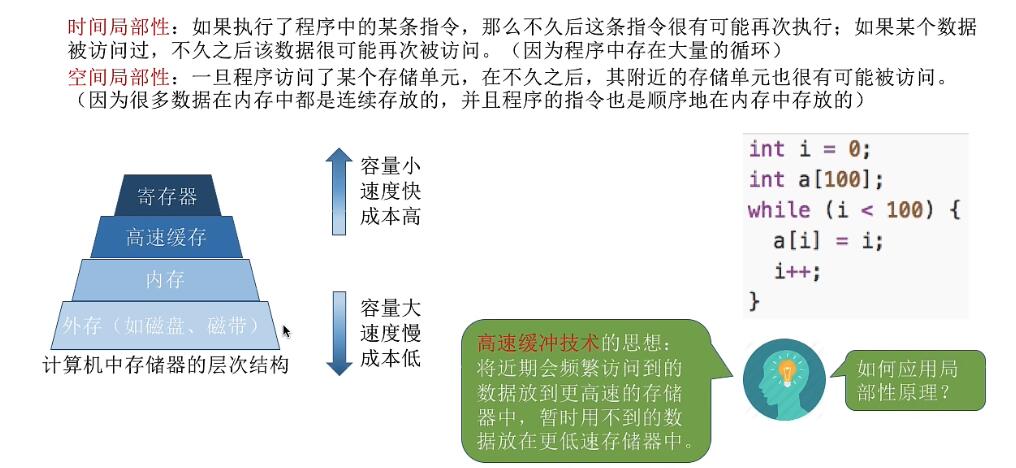 时间局部性：如果执行了程序中的某条指令，那么不久后这条指令很有可能再次执行；如果某个数据
被访问过，不久之后该数据很可能再次被访问。（因为程序中存在大量的循环）
空间局部性：一旦程序访问了某个存储单元，在不久之后，其附近的存储单元也很有可能被访问。
（因为很多数据在内存中都是连续存放的，并且程序的指令也是顺序地在内存中存放的）
寄存器
高速缓存
内存
外存（如磁盘、磁带）
计算机中存储器的层次结构
容量小
速度快
成本高
容量大
速度慢
成本低
int i = 0;
int a[100];
while (i < 100) {
a[i] = i;
i++;
}
高速缓冲技术的思想：
将近期会频繁访问到的
数据放到更高速的存储
器中，暂时用不到的数
据放在更低速存储器中。
如何应用局
部性原理？